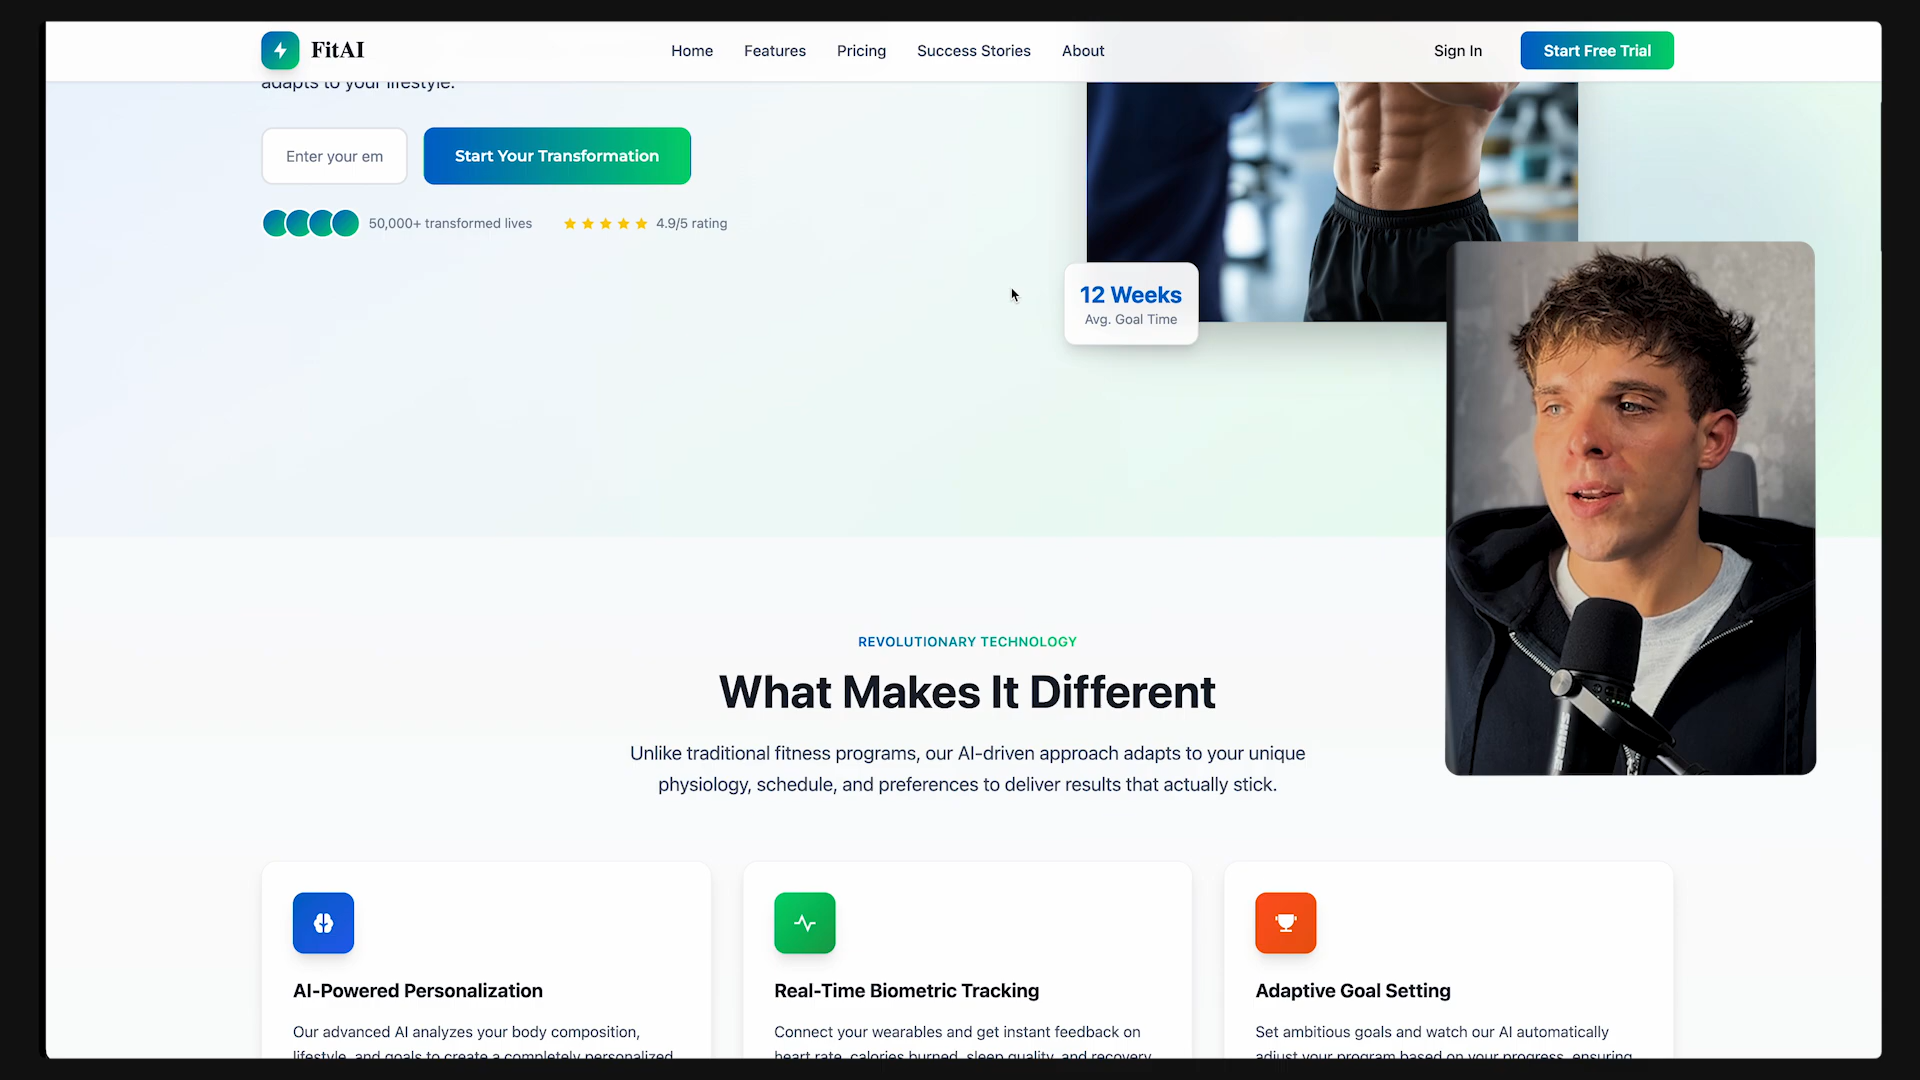 FitAI
Home
Features
Pricing
Success Stories
About
Sign In
Start Free Trial
adapts to your lifestyle.
Enter your em
Start Your Transformation
50,000+ transformed lives
4.9/5 rating
12 Weeks
Avg. Goal Time
REVOLUTIONARY TECHNOLOGY
What Makes It Different
Unlike traditional fitness programs, our AI-driven approach adapts to your unique
physiology, schedule, and preferences to deliver results that actually stick.
AI-Powered Personalization
Our advanced AI analyzes your body composition,
lifestyle, and goals to create a completely personalized
Real-Time Biometric Tracking
Connect your wearables and get instant feedback on
heart rate, calories burned, sleep quality, and recovery
Adaptive Goal Setting
Set ambitious goals and watch our AI automatically
adjust your program based on your progress, ensuring